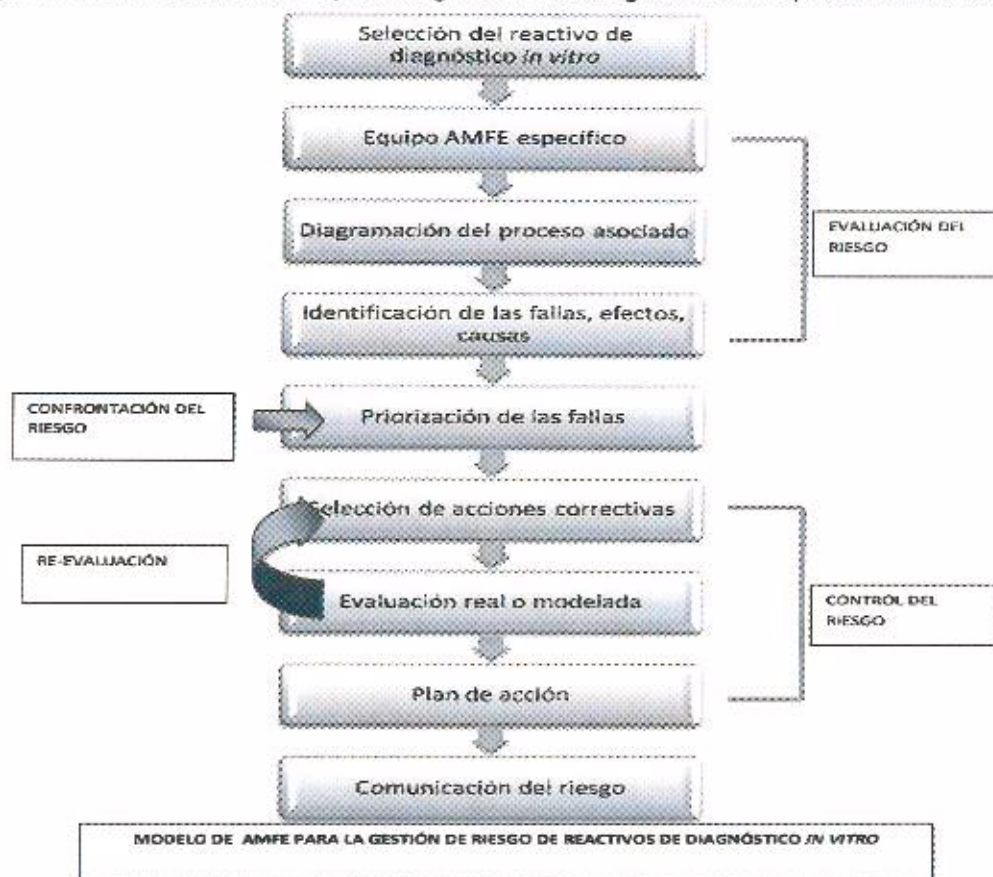 Selección del reactivo de
diagnóstico in vitro
Equipo AMFE específico
Diagramación del proceso asociado
EVALUACIÓN DEL
RIESGO
Identificación de las fallas, efectos,
causas
CONFRONTACIÓN DEL
RIESGO
Priorización de las fallas
Selección de acciones correctivas
RE-EVALUACIÓN
Evaluación real o modelada
CONTROL DEL
RIESGO
Plan de acción
Comunicación del riesgo
MODELO DE AMFE PARA LA GESTIÓN DE RIESGO DE REACTIVOS DE DIAGNÓSTICO IN VITRO